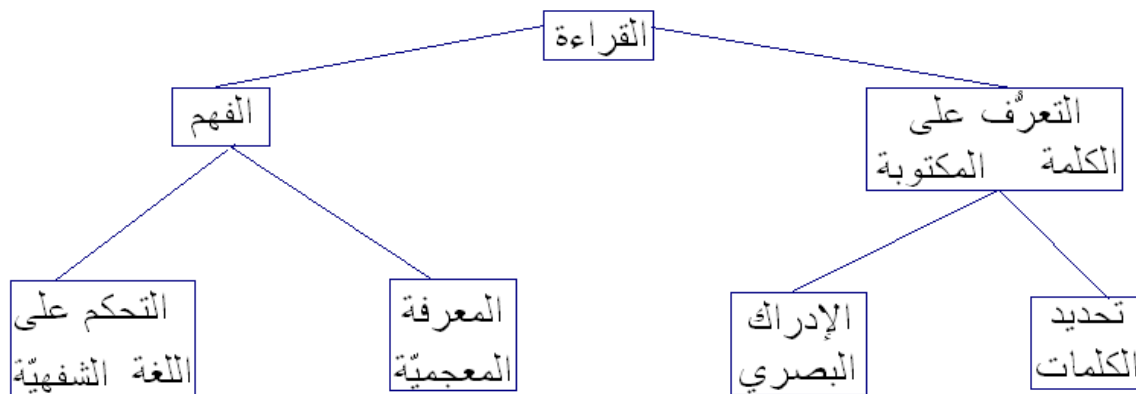 القراءة
التعرُّف على
الكلمة المكتوبة
الفهم
تحديد
الكلمات
الإدراك
البصري
المعرفة
المعجميّة
التحكم على
اللغة الشفهيّة